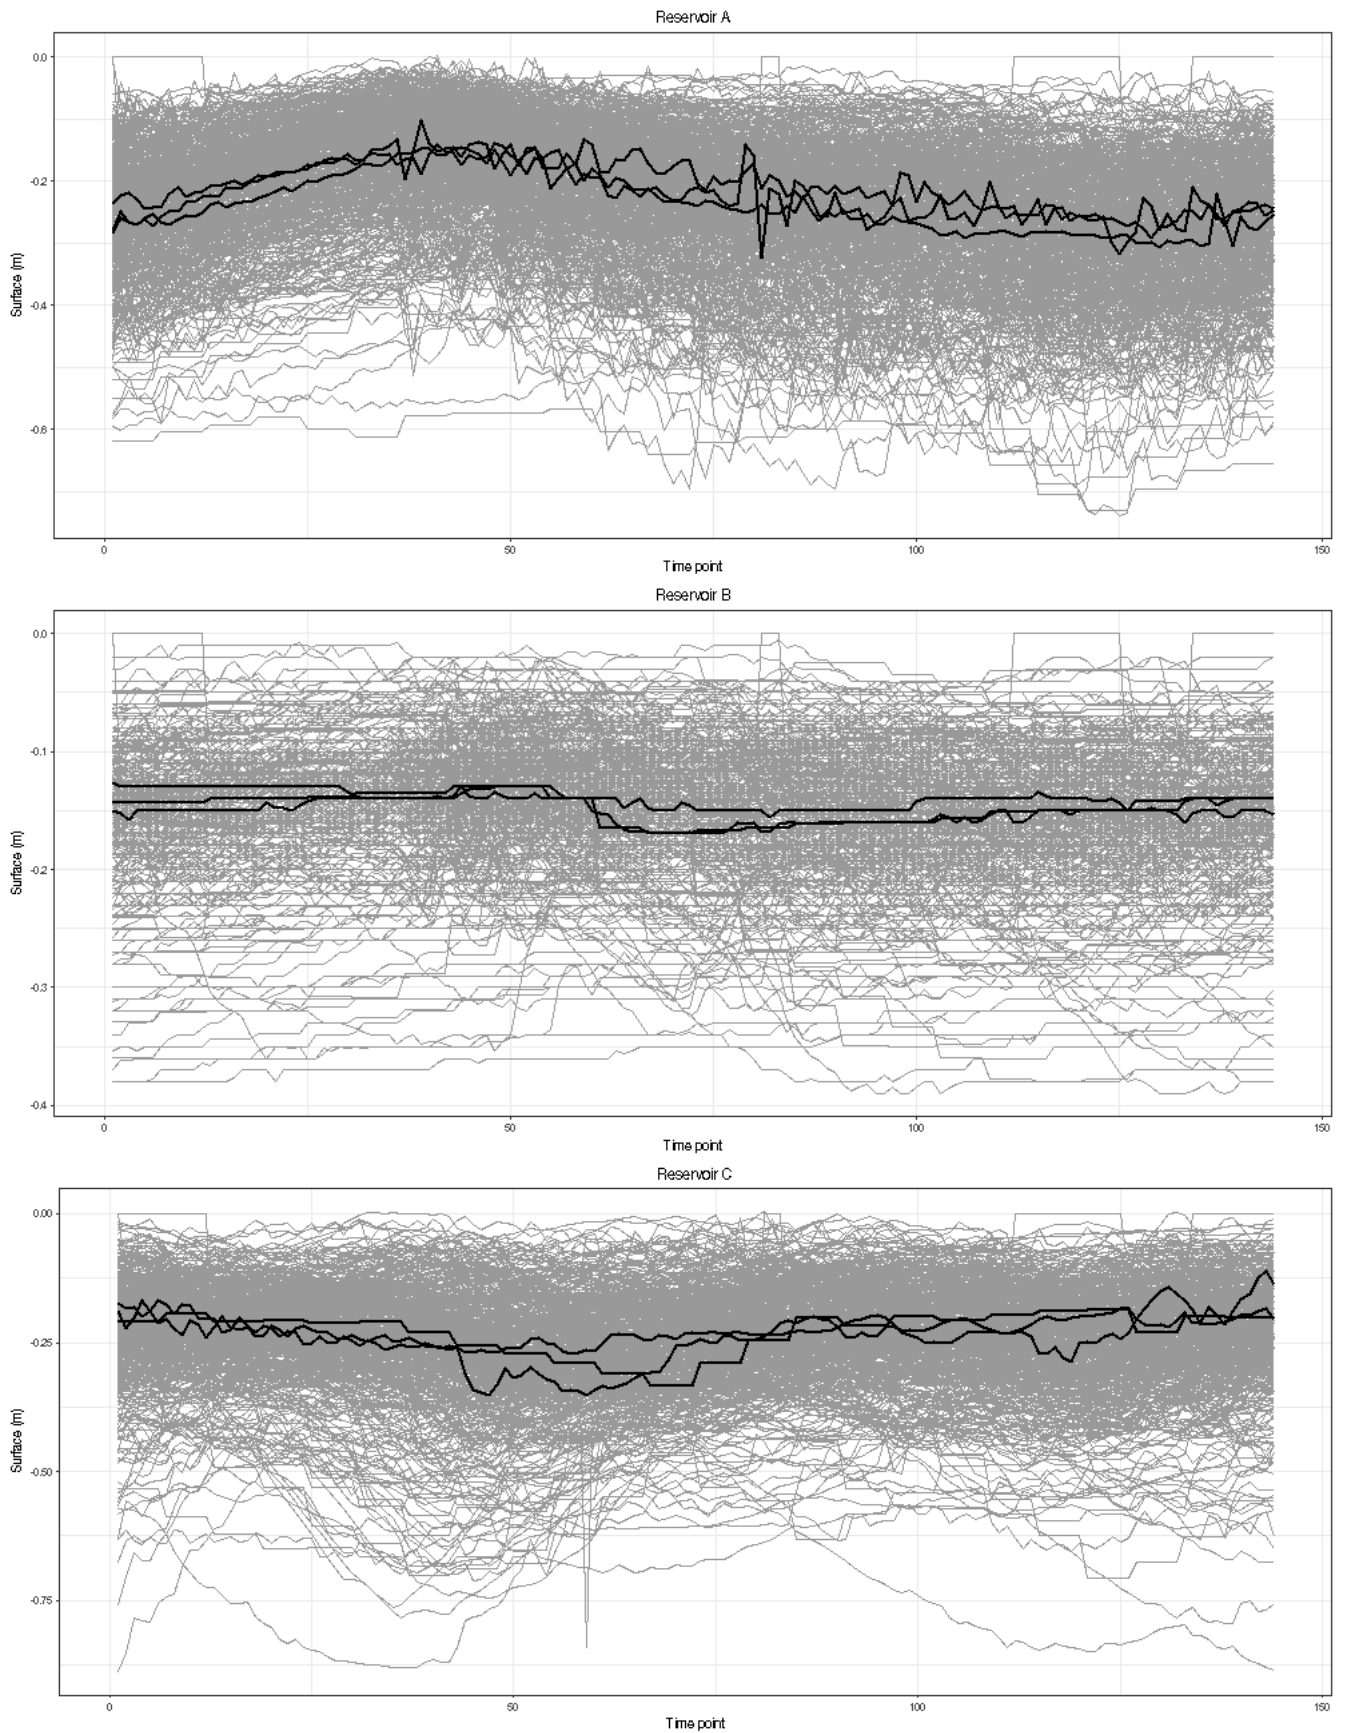 Reservoir A
0.0
-0.2
-0.4
-0.6
Surface (m)
0 50 100 150
Time point
Reservoir B
0.0
-0.1
-0.2
-0.3
-0.4
Surface (m)
0 50 100 150
Time point
Reservoir C
0.00
-0.25
-0.50
-0.75
Surface (m)
0 50 100 150
Time point